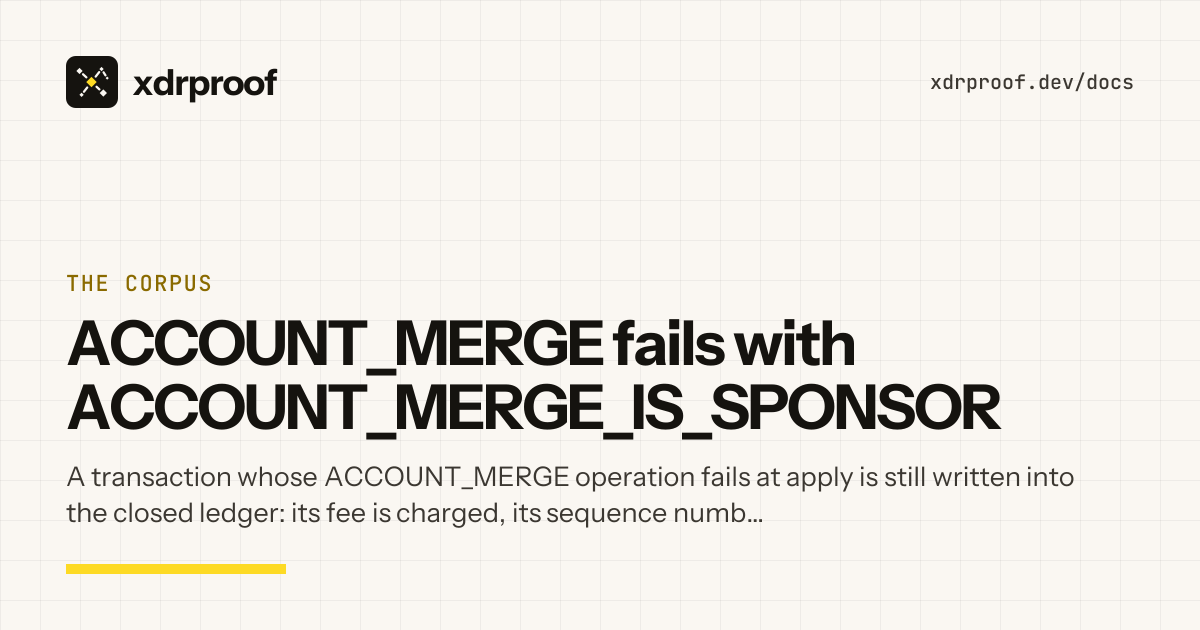 xdrproof
xdrproof.dev/docs
THE CORPUS
ACCOUNT_MERGE fails with
ACCOUNT_MERGE_IS_SPONSOR
A transaction whose ACCOUNT_MERGE operation fails at apply is still written into
the closed ledger: its fee is charged, its sequence numb...